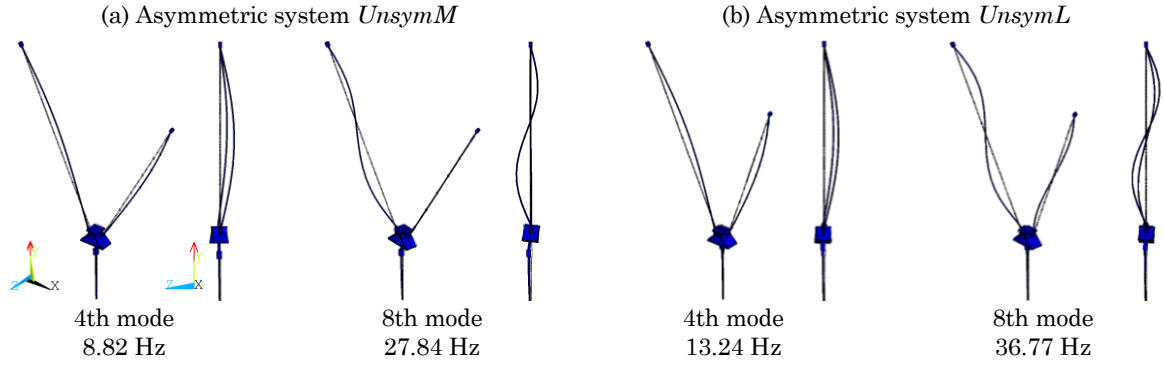 (a) Asymmetric system UnsymM
(b) Asymmetric system UnsymL
Y
Z
X
Z
Y
X
4th mode
8.82 Hz
8th mode
27.84 Hz
4th mode
13.24 Hz
8th mode
36.77 Hz